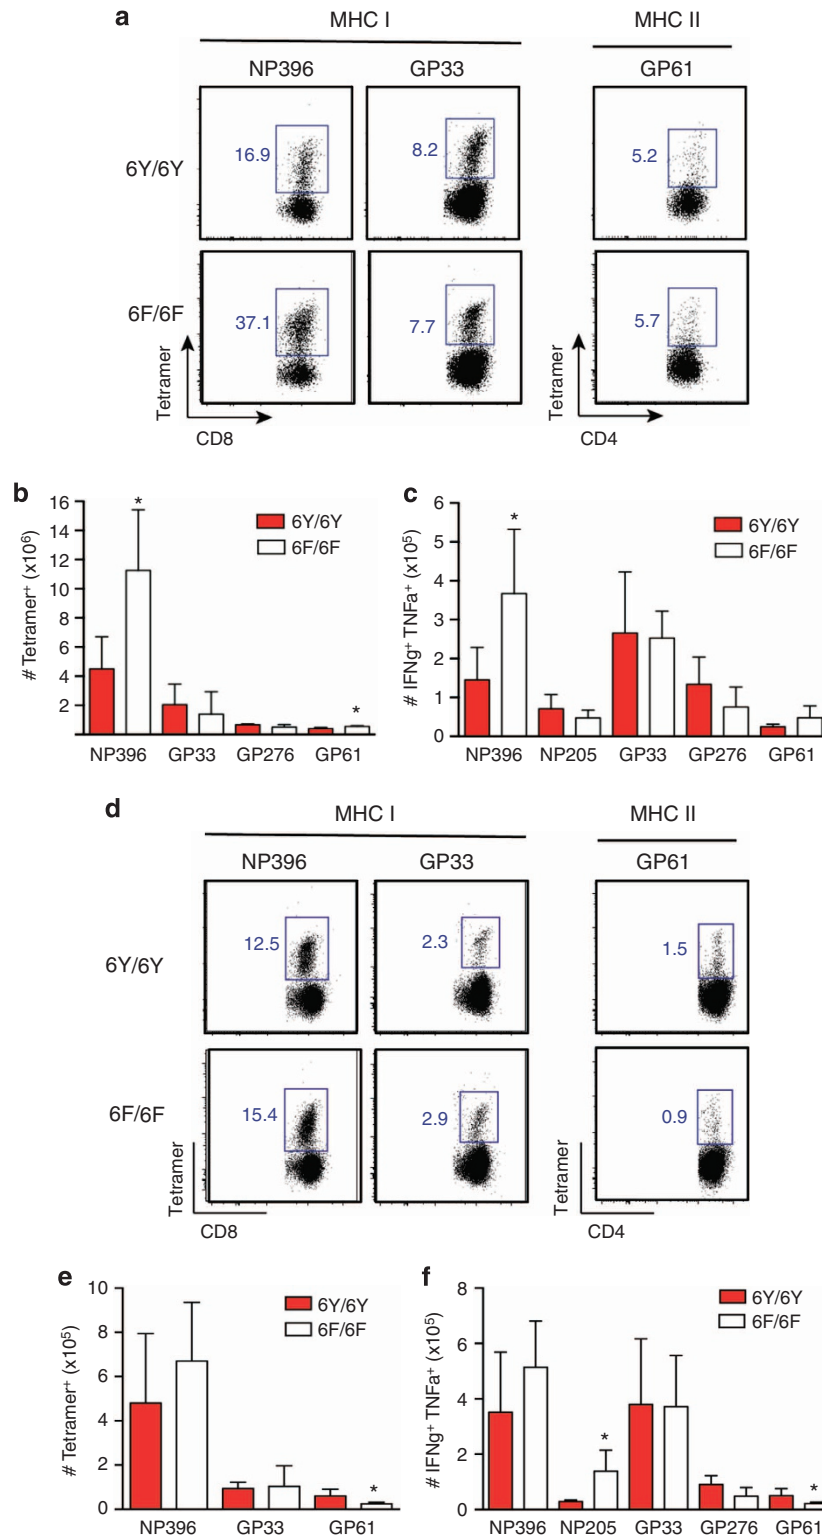 a
MHC I MHC II
NP396 GP33 GP61
6Y/6Y 16.9 8.2 5.2
6F/6F 37.1 7.7 5.7
Tetramer Tetramer
CD8 CD4
b
# Tetramer⁺ (x10⁶)
16
14
12
10
8
6
4
2
*
*
6Y/6Y
6F/6F
NP396 GP33 GP276 GP61
c
# IFNg⁺ TNFa⁺ (x10⁵)
6
5
4
3
2
1
0
*
6Y/6Y
6F/6F
NP396 NP205 GP33 GP276 GP61
d
MHC I MHC II
NP396 GP33 GP61
6Y/6Y 12.5 2.3 1.5
6F/6F 15.4 2.9 0.9
Tetramer Tetramer
CD8 CD4
e
# Tetramer⁺ (x10⁵)
10
8
6
4
2
0
*
6Y/6Y
6F/6F
NP396 GP33 GP61
f
# IFNg⁺ TNFa⁺ (x10⁵)
8
6
4
2
0
*
*
6Y/6Y
6F/6F
NP396 NP205 GP33 GP276 GP61